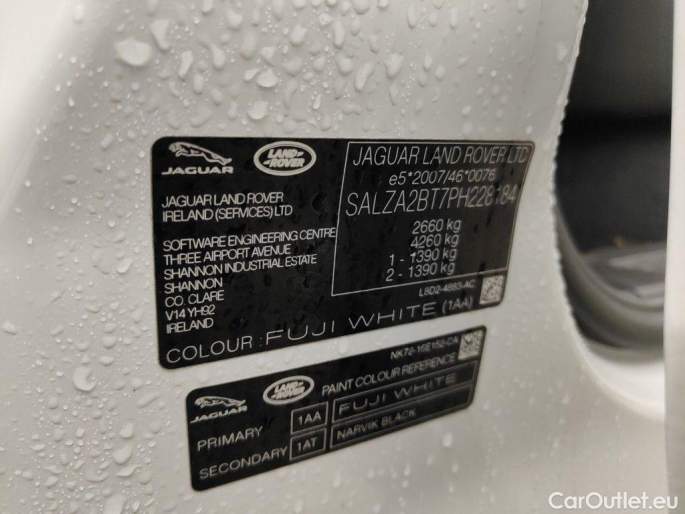 JAGUAR
LAND ROVER
JAGUAR LAND ROVER
IRELAND (SERVICES) LTD
SOFTWARE ENGINEERING CENTRE
THREE AIRPORT AVENUE
SHANNON INDUSTRIAL ESTATE
SHANNON
CO. CLARE
V14 YH92
IRELAND
JAGUAR LAND ROVER LTD
e5*2007/46*0076
2660 kg
4260 kg
1 - 1390 kg
2 - 1390 kg
COLOUR : FUJI WHITE (1AA)
JAGUAR
LAND ROVER
PAINT COLOUR REFERENCE
PRIMARY 1AA FUJI WHITE
SECONDARY 1AT NARVIK BLACK
CarOutlet.eu